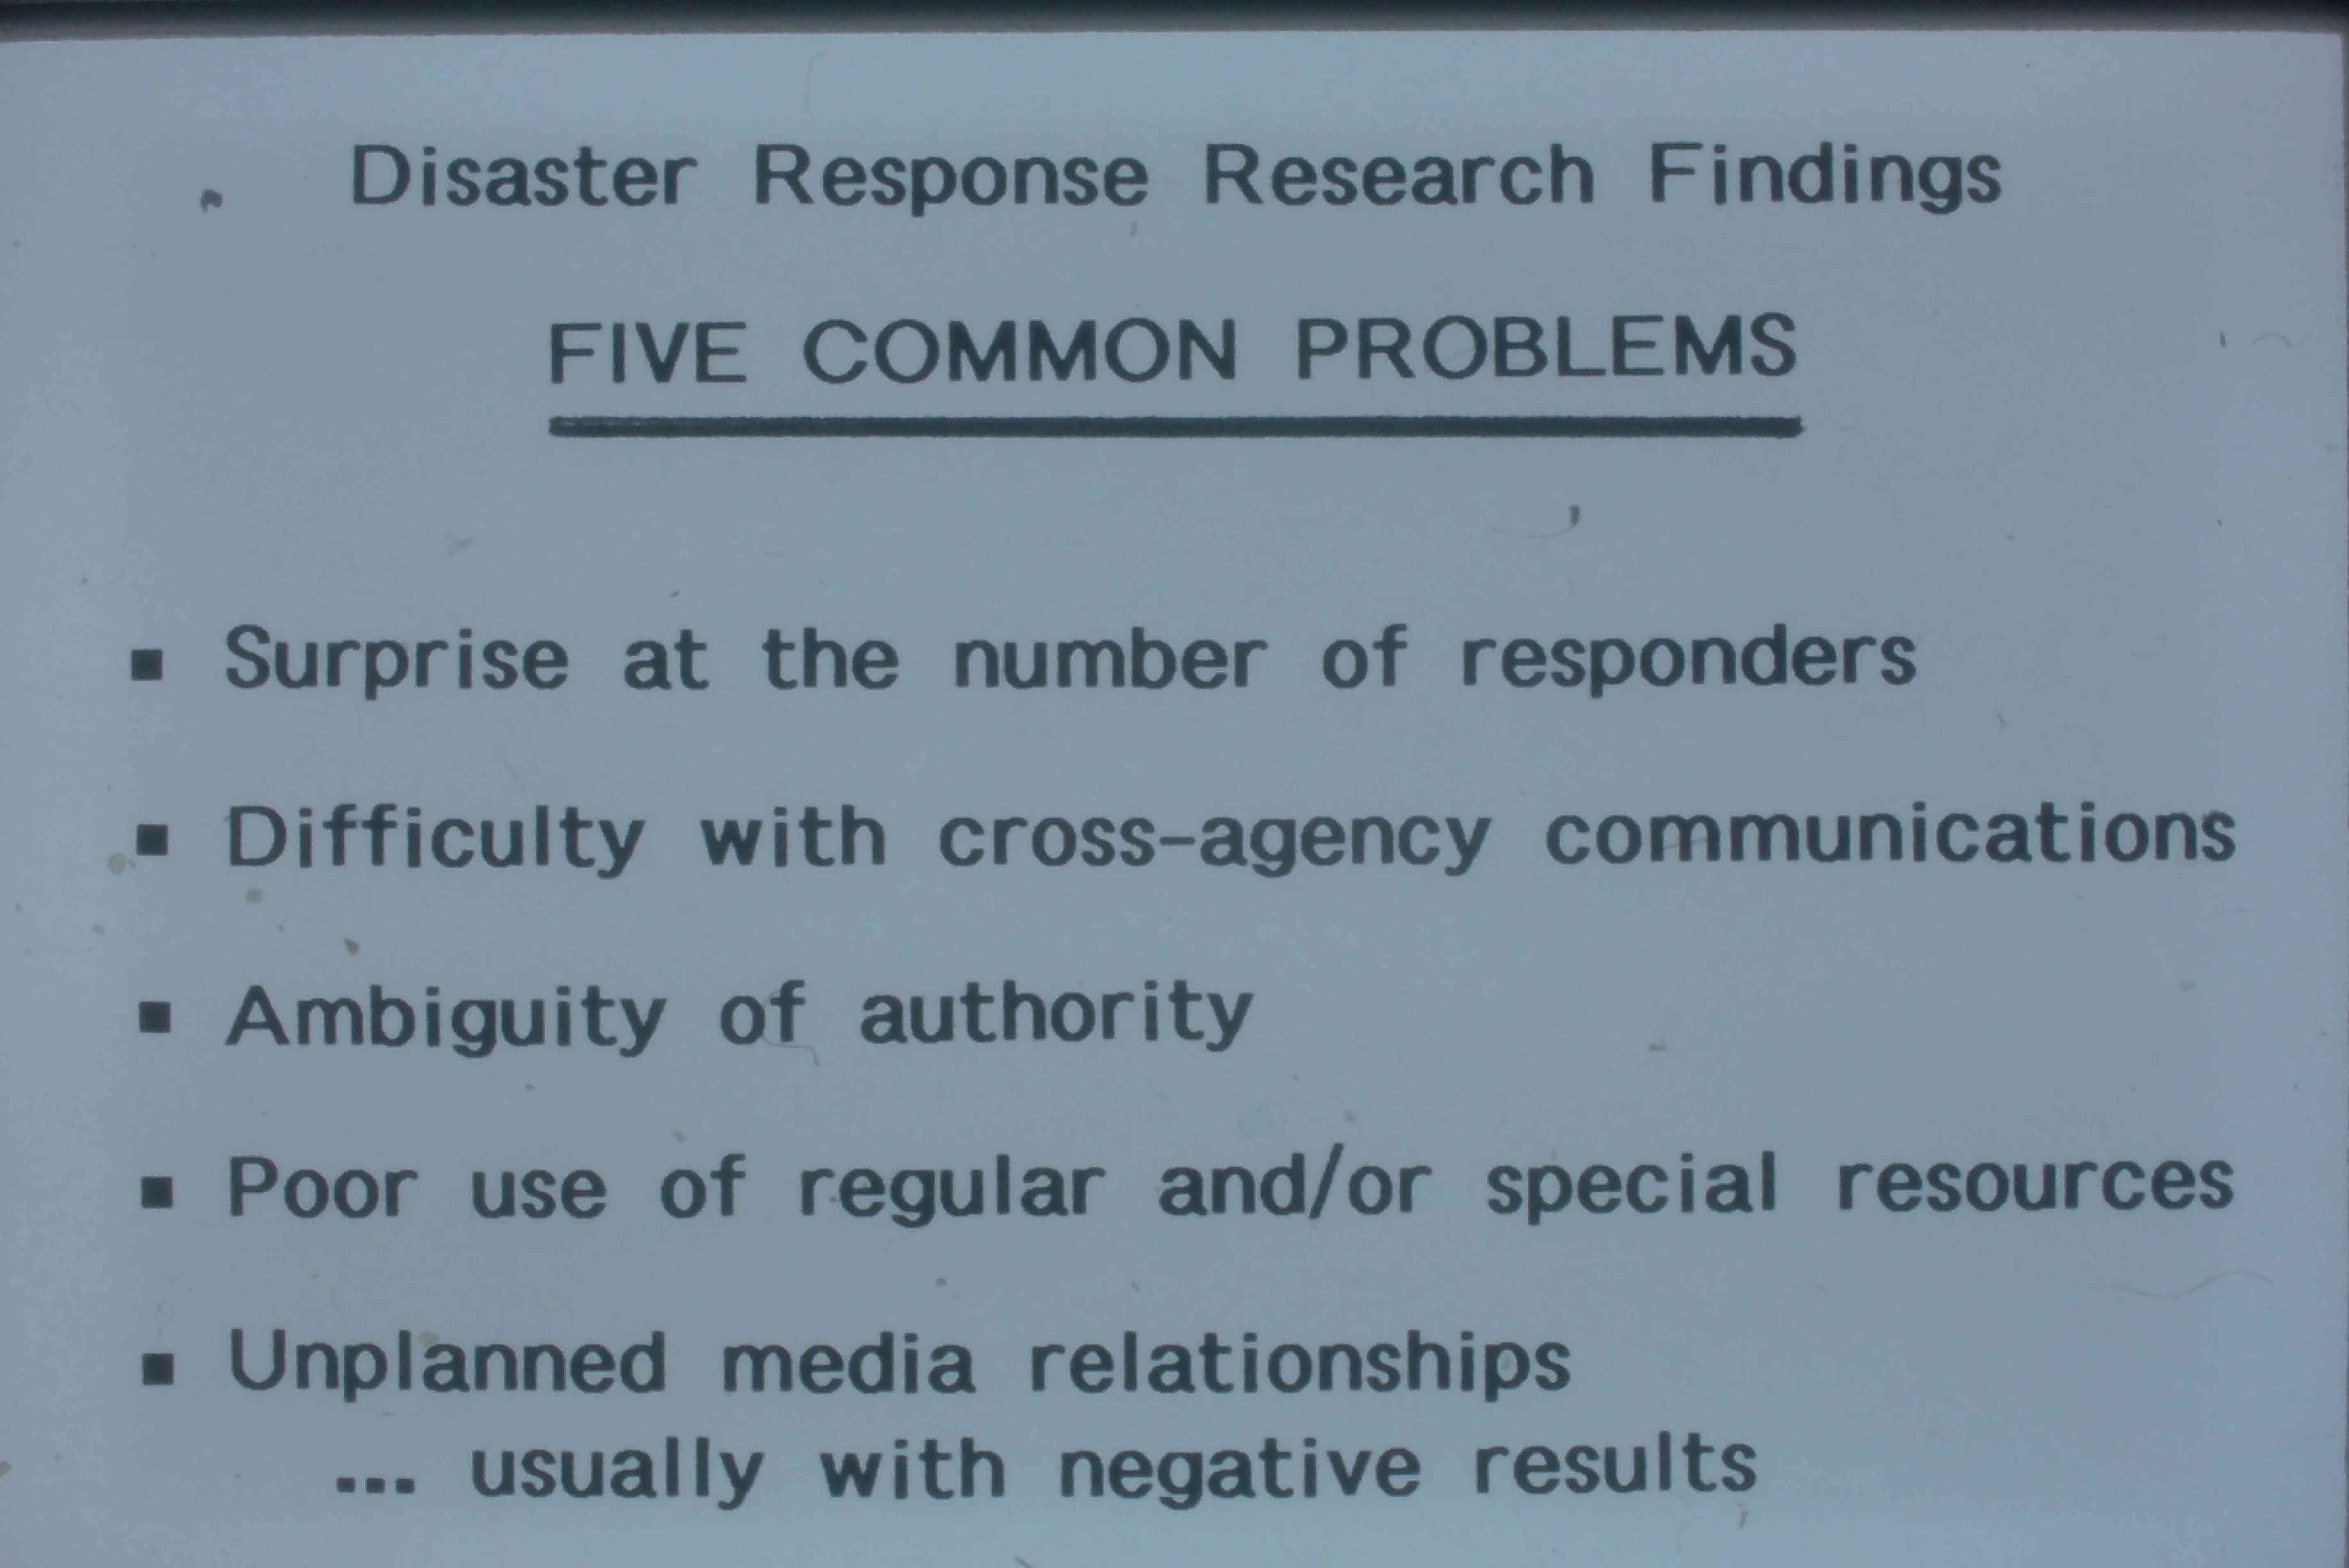 Disaster Response Research Findings
FIVE COMMON PROBLEMS
▪ Surprise at the number of responders
▪ Difficulty with cross-agency communications
▪ Ambiguity of authority
▪ Poor use of regular and/or special resources
▪ Unplanned media relationships
... usually with negative results